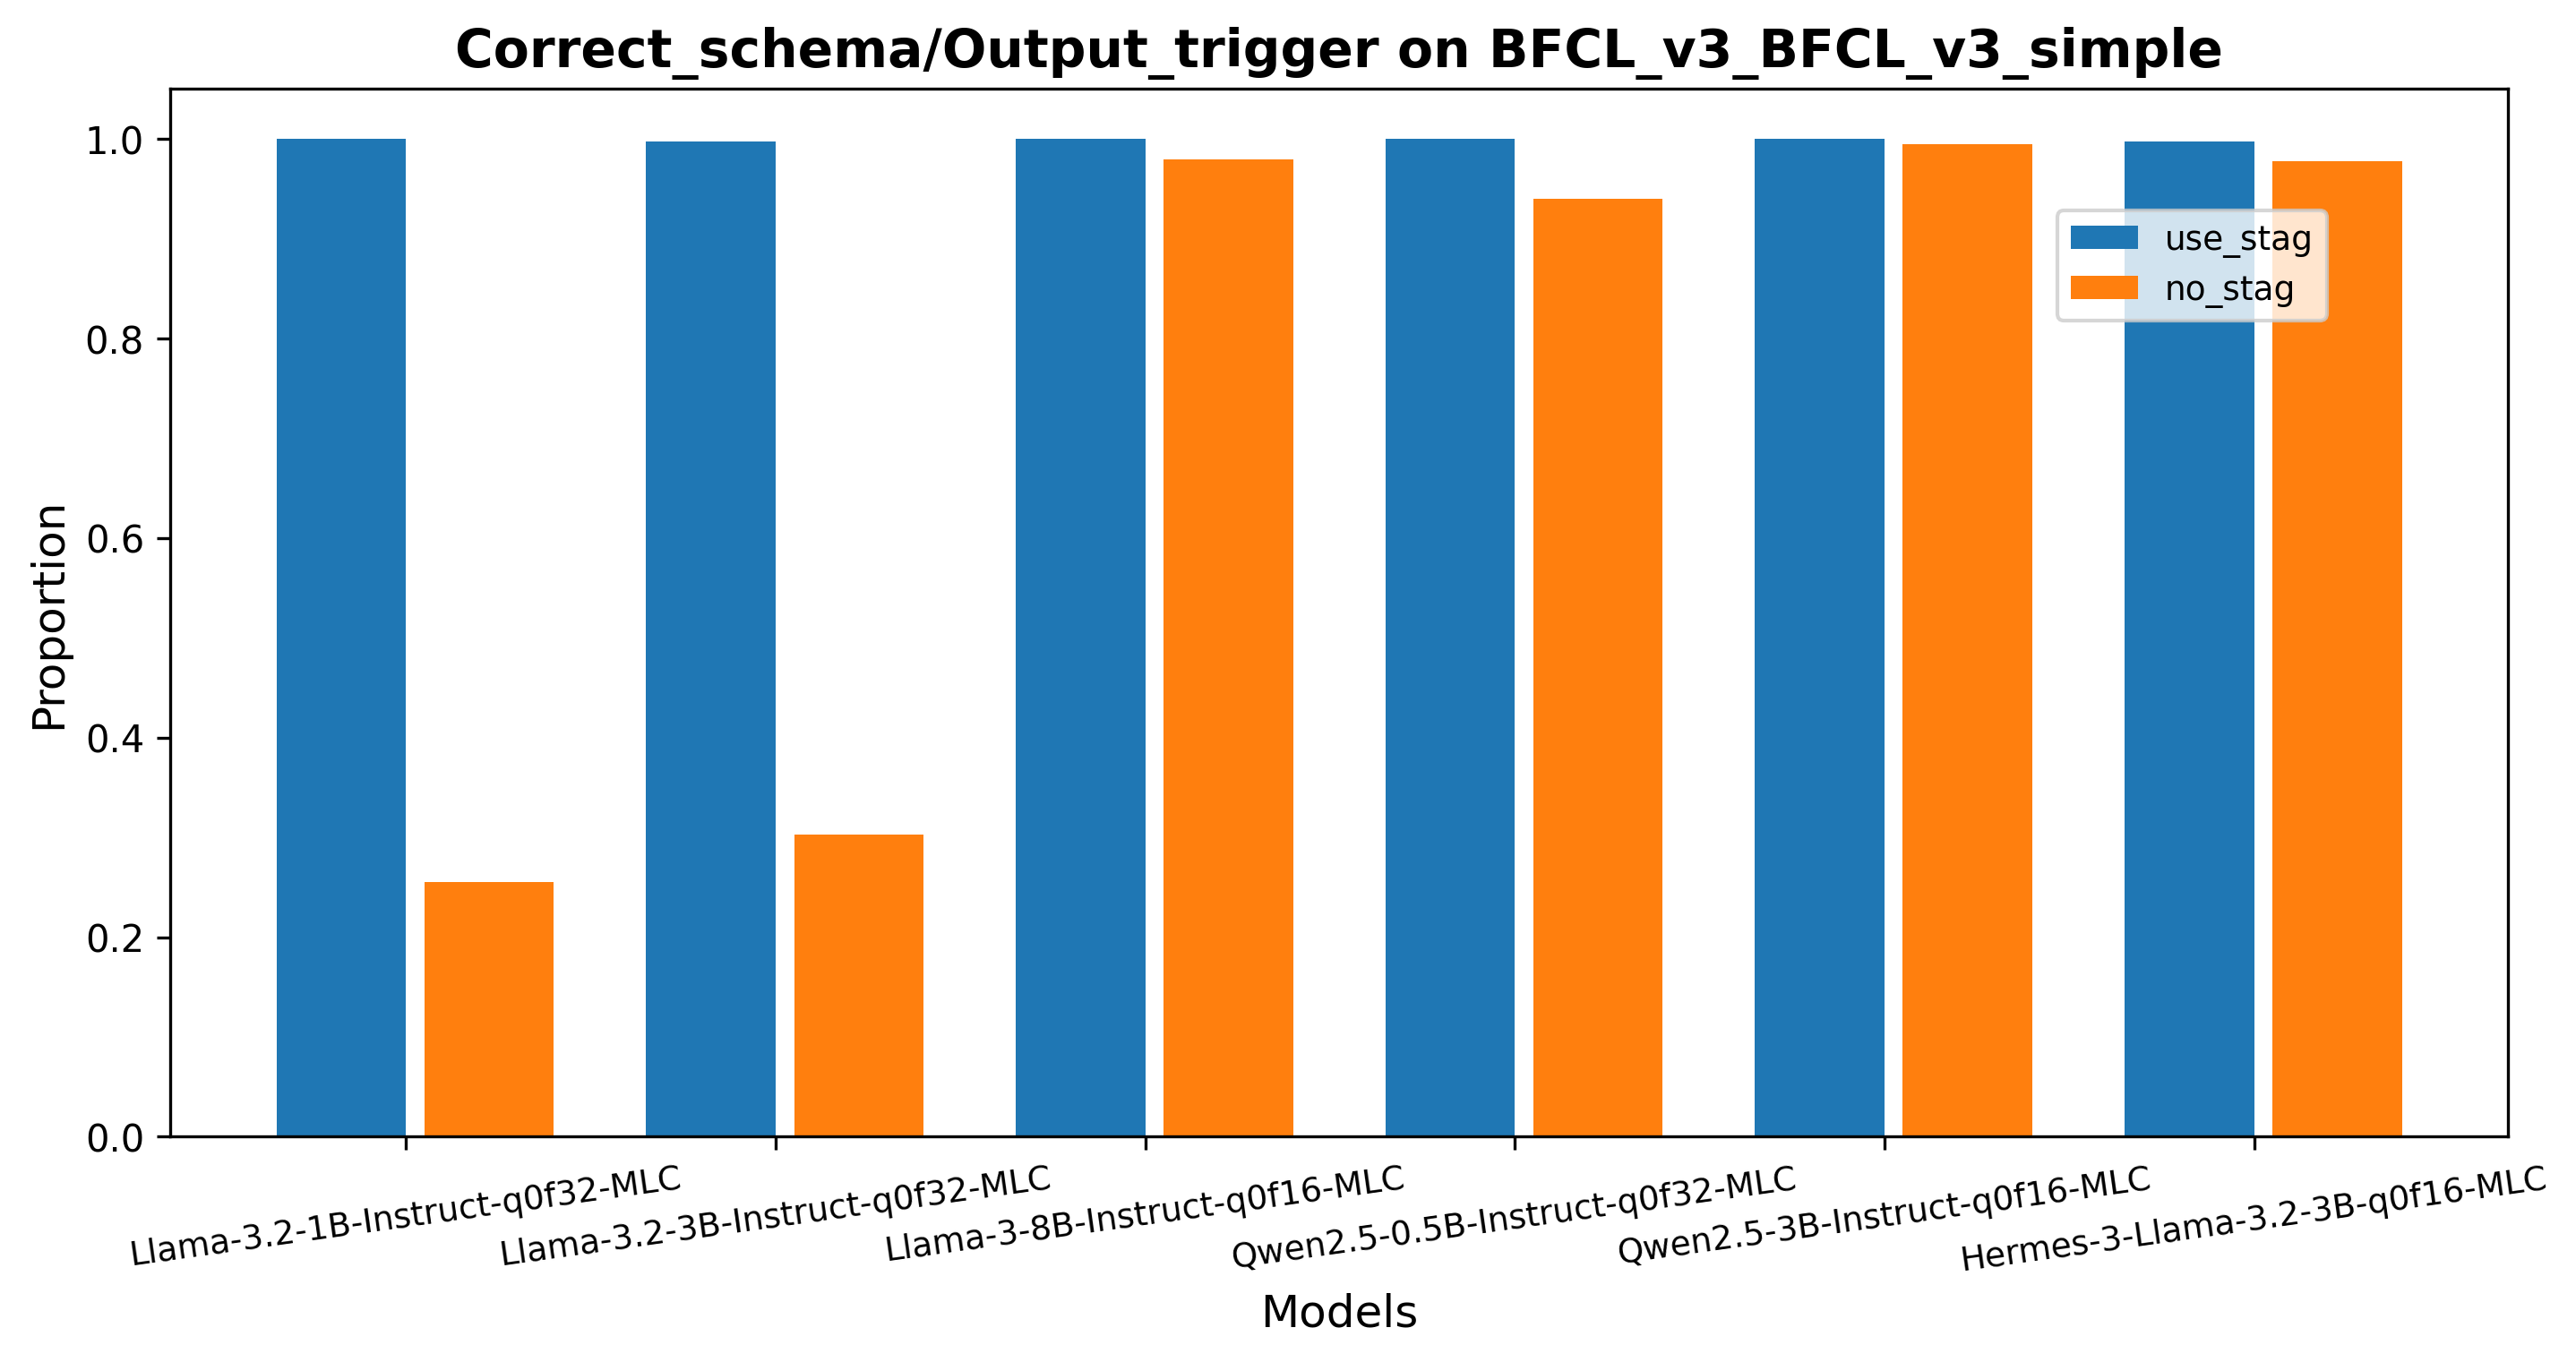 Correct_schema/Output_trigger on BFCL_v3_BFCL_v3_simple
Proportion
1.0
0.8
0.6
0.4
0.2
0.0
use_stag
no_stag
Llama-3.2-1B-Instruct-q0f32-MLC
Llama-3.2-3B-Instruct-q0f32-MLC
Llama-3-8B-Instruct-q0f16-MLC
Qwen2.5-0.5B-Instruct-q0f32-MLC
Qwen2.5-3B-Instruct-q0f16-MLC
Hermes-3-Llama-3.2-3B-q0f16-MLC
Models